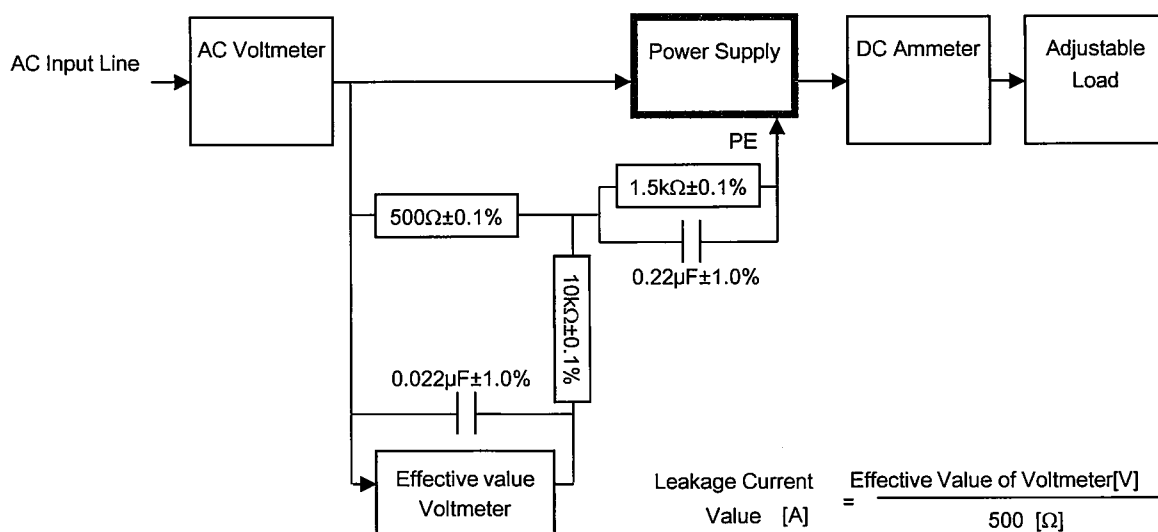 AC Input Line
AC Voltmeter
Power Supply
DC Ammeter
Adjustable
Load
PE
1.5kΩ±0.1%
500Ω±0.1%
0.22µF±1.0%
10kΩ±0.1%
0.022µF±1.0%
Effective value
Voltmeter
Leakage Current
Value [A]
=
Effective Value of Voltmeter[V]
500 [Ω]